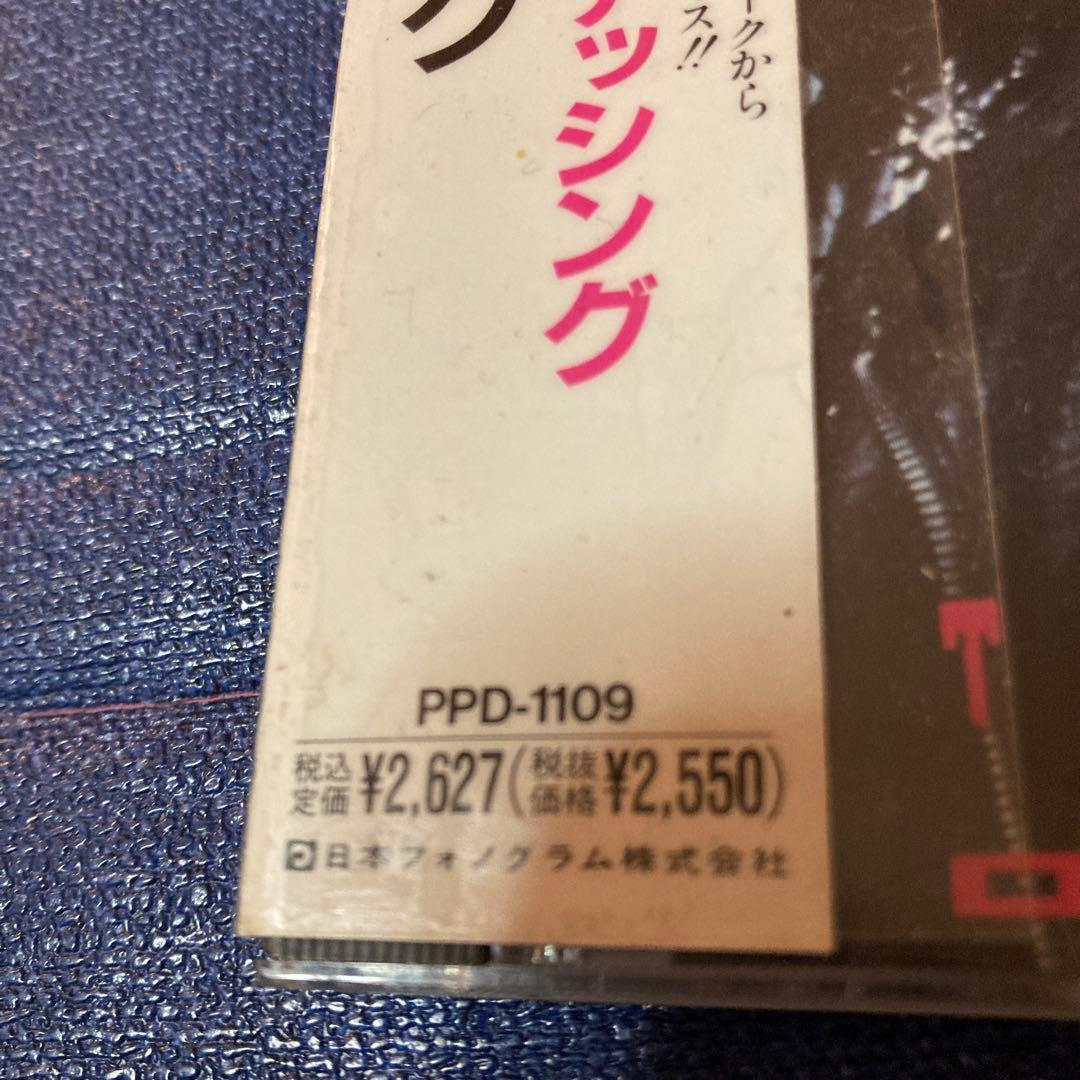 ークから
ス!!
ッシング
グ
PPD-1109
税込定価¥2,627(税抜価格¥2,550)
日本フォノグラム株式会社
T